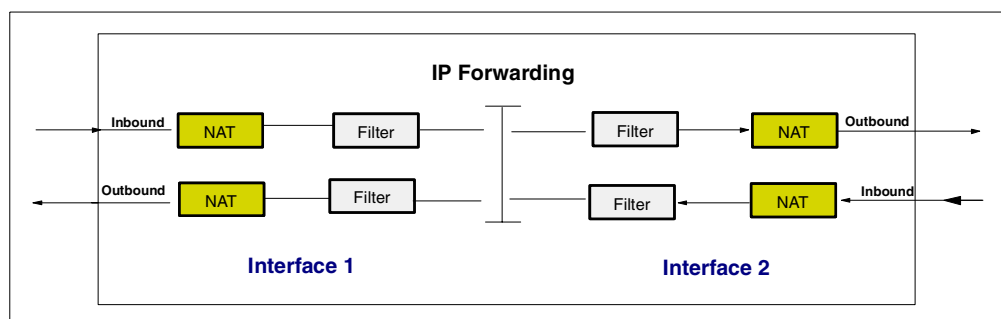 IP Forwarding
Inbound NAT Filter Filter NAT Outbound
Outbound NAT Filter Filter NAT Inbound
Interface 1 Interface 2